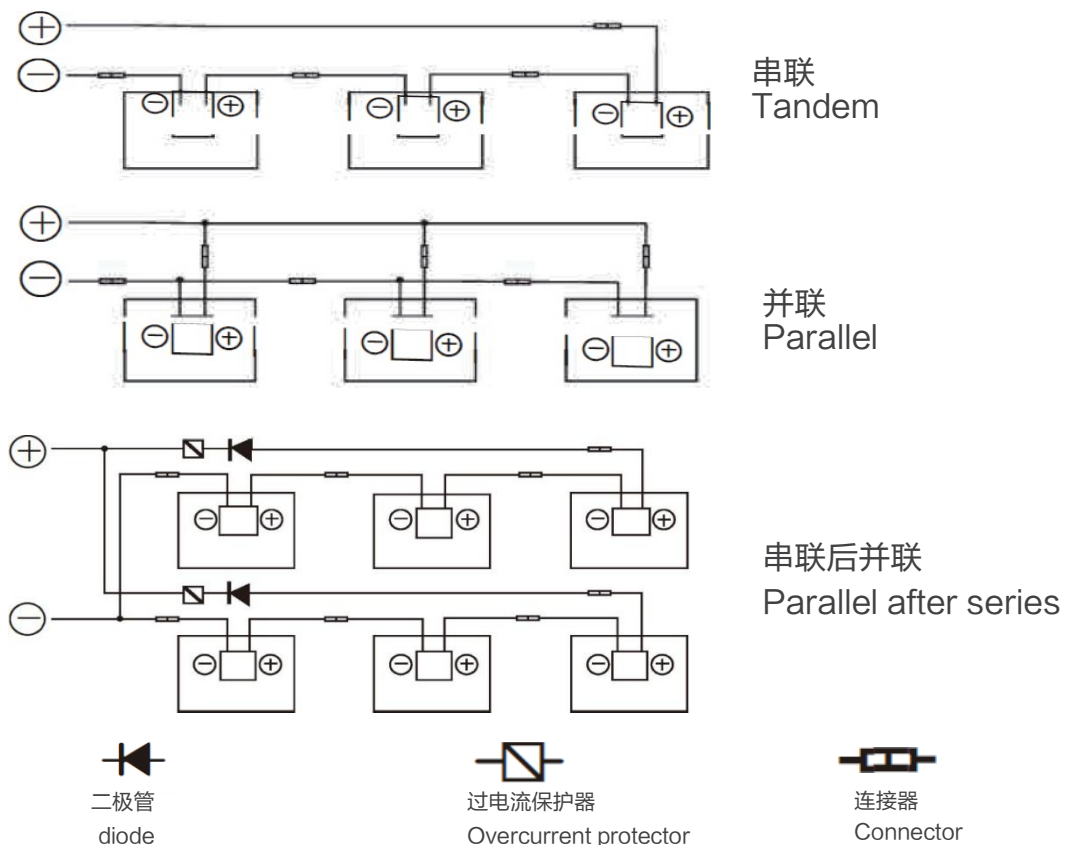 串联
Tandem
并联
Parallel
串联后并联
Parallel after series
二极管
diode
过电流保护器
Overcurrent protector
连接器
Connector